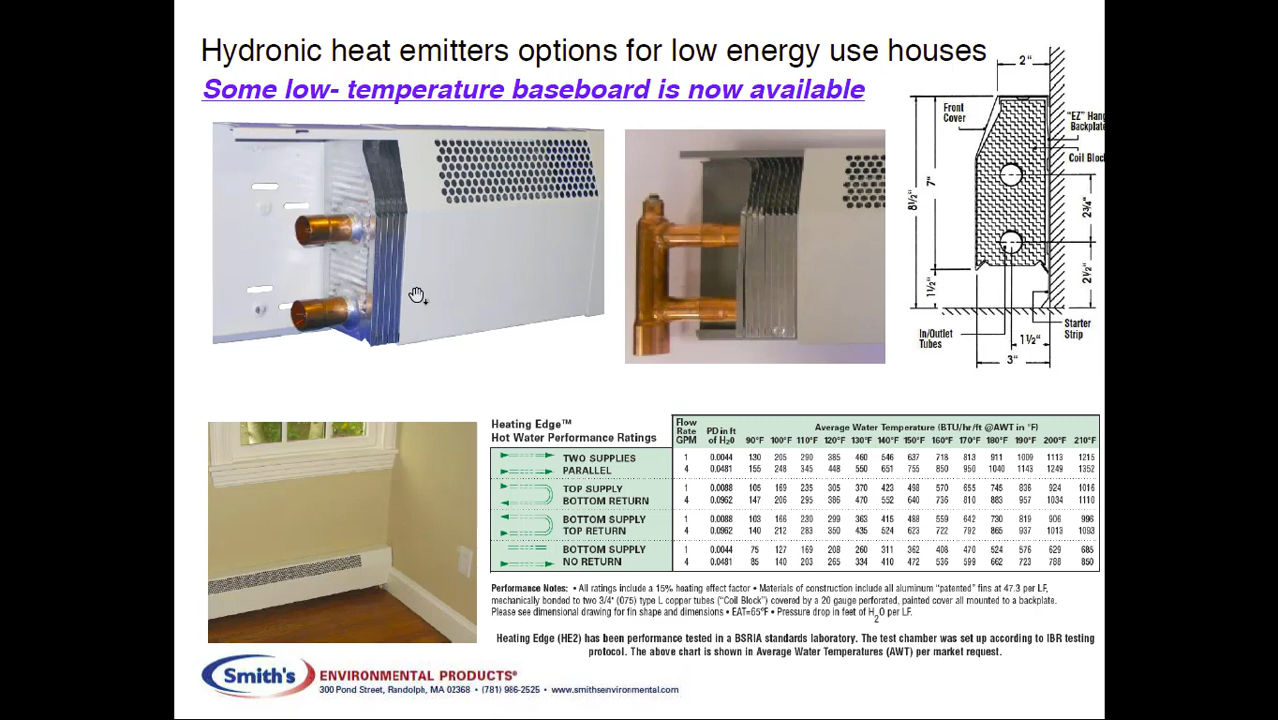 Hydronic heat emitters options for low energy use houses
Some low- temperature baseboard is now available
2"
Front
Cover
"EZ" Hang
Backplate
Coil Block
8½"
7"
1½"
2¾"
2½"
In/Outlet
Tubes
Starter
Strip
1½"
3"
Heating Edge™
Hot Water Performance Ratings
Flow Rate GPM PD in ft of H20 Average Water Temperature (BTU/hr/ft @AWT in °F)
90°F 100°F 110°F 120°F 130°F 140°F 150°F 160°F 170°F 180°F 190°F 200°F 210°F
TWO SUPPLIES 1 0.0044 130 205 290 385 460 546 637 718 813 911 1009 1113 1215
PARALLEL 4 0.0481 155 248 345 448 550 651 755 850 950 1040 1143 1249 1352
TOP SUPPLY 1 0.0088 105 169 235 305 370 423 498 570 655 745 836 924 1016
BOTTOM RETURN 4 0.0962 147 206 295 386 470 552 640 736 810 883 957 1034 1110
BOTTOM SUPPLY 1 0.0088 103 166 230 299 363 415 488 559 642 730 819 906 996
TOP RETURN 4 0.0962 140 212 283 350 435 524 623 722 792 865 937 1013 1093
BOTTOM SUPPLY 1 0.0044 75 127 169 208 260 311 362 408 470 524 576 629 685
NO RETURN 4 0.0481 85 140 203 265 334 410 472 536 599 662 723 788 850
Performance Notes: • All ratings include a 15% heating effect factor • Materials of construction include all aluminum "patented" fins at 47.3 per LF,
mechanically bonded to two 3/4" (075) type L copper tubes ("Coil Block") covered by a 20 gauge perforated, painted cover all mounted to a backplate.
Please see dimensional drawing for fin shape and dimensions • EAT=65°F • Pressure drop in feet of H2O per LF.
Heating Edge (HE2) has been performance tested in a BSRIA standards laboratory. The test chamber was set up according to IBR testing
protocol. The above chart is shown in Average Water Temperatures (AWT) per market request.
Smith's ENVIRONMENTAL PRODUCTS®
300 Pond Street, Randolph, MA 02368 • (781) 986-2525 • www.smithsenvironmental.com